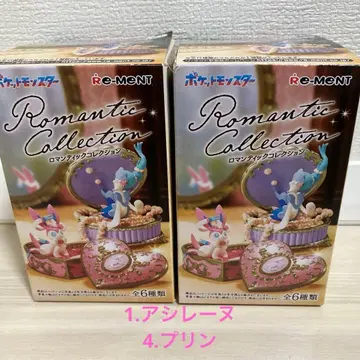 ポケットモンスター Re-MENT
Romantic
Collection
ロマンティックコレクション
全6種類
ポケットモンスター Re-MENT
Romantic
Collection
ロマンティックコレクション
全6種類
1.アシレーヌ
4.プリン